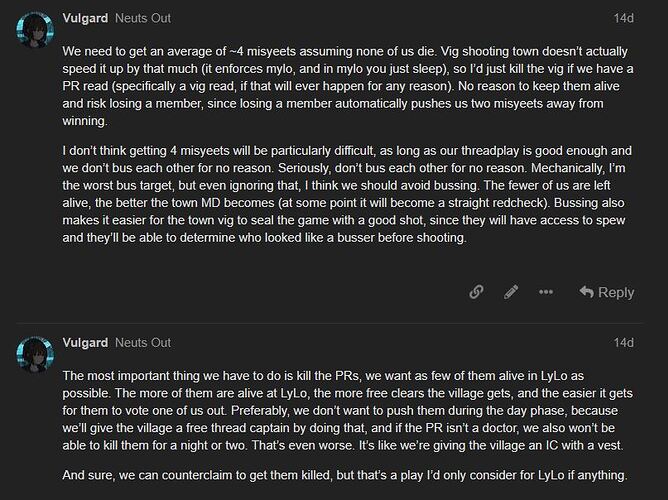 Vulgard Neuts Out 14d
We need to get an average of ~4 misyeets assuming none of us die. Vig shooting town doesn't actually
speed it up by that much (it enforces mylo, and in mylo you just sleep), so I'd just kill the vig if we have a
PR read (specifically a vig read, if that will ever happen for any reason). No reason to keep them alive
and risk losing a member, since losing a member automatically pushes us two misyeets away from
winning.
I don't think getting 4 misyeets will be particularly difficult, as long as our threadplay is good enough and
we don't bus each other for no reason. Seriously, don't bus each other for no reason. Mechanically, I'm
the worst bus target, but even ignoring that, I think we should avoid bussing. The fewer of us are left
alive, the better the town MD becomes (at some point it will become a straight redcheck). Bussing also
makes it easier for the town vig to seal the game with a good shot, since they will have access to spew
and they'll be able to determine who looked like a busser before shooting.
Reply
Vulgard Neuts Out 14d
The most important thing we have to do is kill the PRs, we want as few of them alive in LyLo as
possible. The more of them are alive at LyLo, the more free clears the village gets, and the easier it gets
for them to vote one of us out. Preferably, we don't want to push them during the day phase, because
we'll give the village a free thread captain by doing that, and if the PR isn't a doctor, we also won't be
able to kill them for a night or two. That's even worse. It's like we're giving the village an IC with a vest.
And sure, we can counterclaim to get them killed, but that's a play I'd only consider for LyLo if anything.